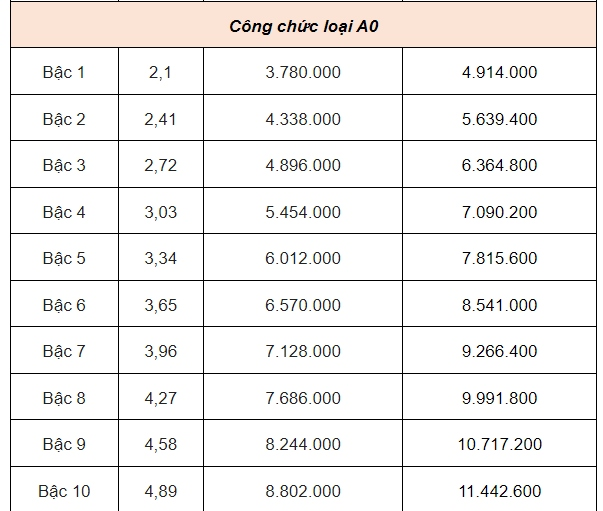 Công chức loại A0
Bậc 1 2,1 3.780.000 4.914.000
Bậc 2 2,41 4.338.000 5.639.400
Bậc 3 2,72 4.896.000 6.364.800
Bậc 4 3,03 5.454.000 7.090.200
Bậc 5 3,34 6.012.000 7.815.600
Bậc 6 3,65 6.570.000 8.541.000
Bậc 7 3,96 7.128.000 9.266.400
Bậc 8 4,27 7.686.000 9.991.800
Bậc 9 4,58 8.244.000 10.717.200
Bậc 10 4,89 8.802.000 11.442.600